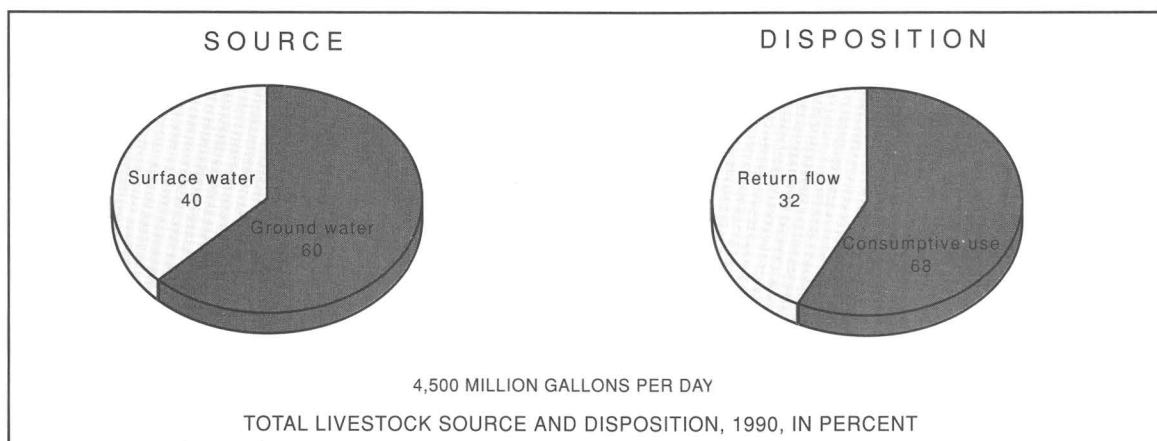 SOURCE
Surface water
40
Ground water
60
DISPOSITION
Return flow
32
Consumptive use
68
4,500 MILLION GALLONS PER DAY
TOTAL LIVESTOCK SOURCE AND DISPOSITION, 1990, IN PERCENT